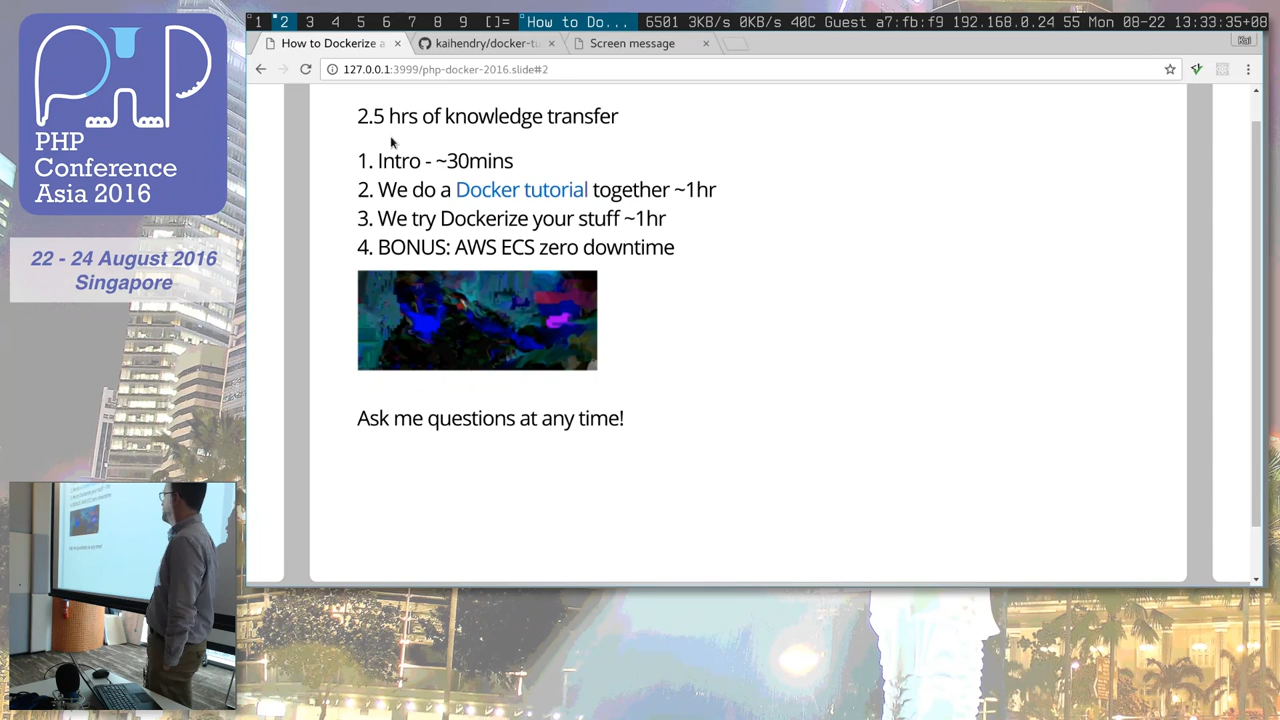 PHP
PHP
Conference
Asia 2016
22 - 24 August 2016
Singapore
1 2 3 4 5 6 7 8 9 []= How to Do... 6501 3KB/s 0KB/s 40C Guest a7:fb:f9 192.168.0.24 55 Mon 08-22 13:33:35+08
How to Dockerize a × kaihendry/docker-tu × Screen message × Kai
127.0.0.1:3999/php-docker-2016.slide#2
2.5 hrs of knowledge transfer
1. Intro - ~30mins
2. We do a Docker tutorial together ~1hr
3. We try Dockerize your stuff ~1hr
4. BONUS: AWS ECS zero downtime
Ask me questions at any time!